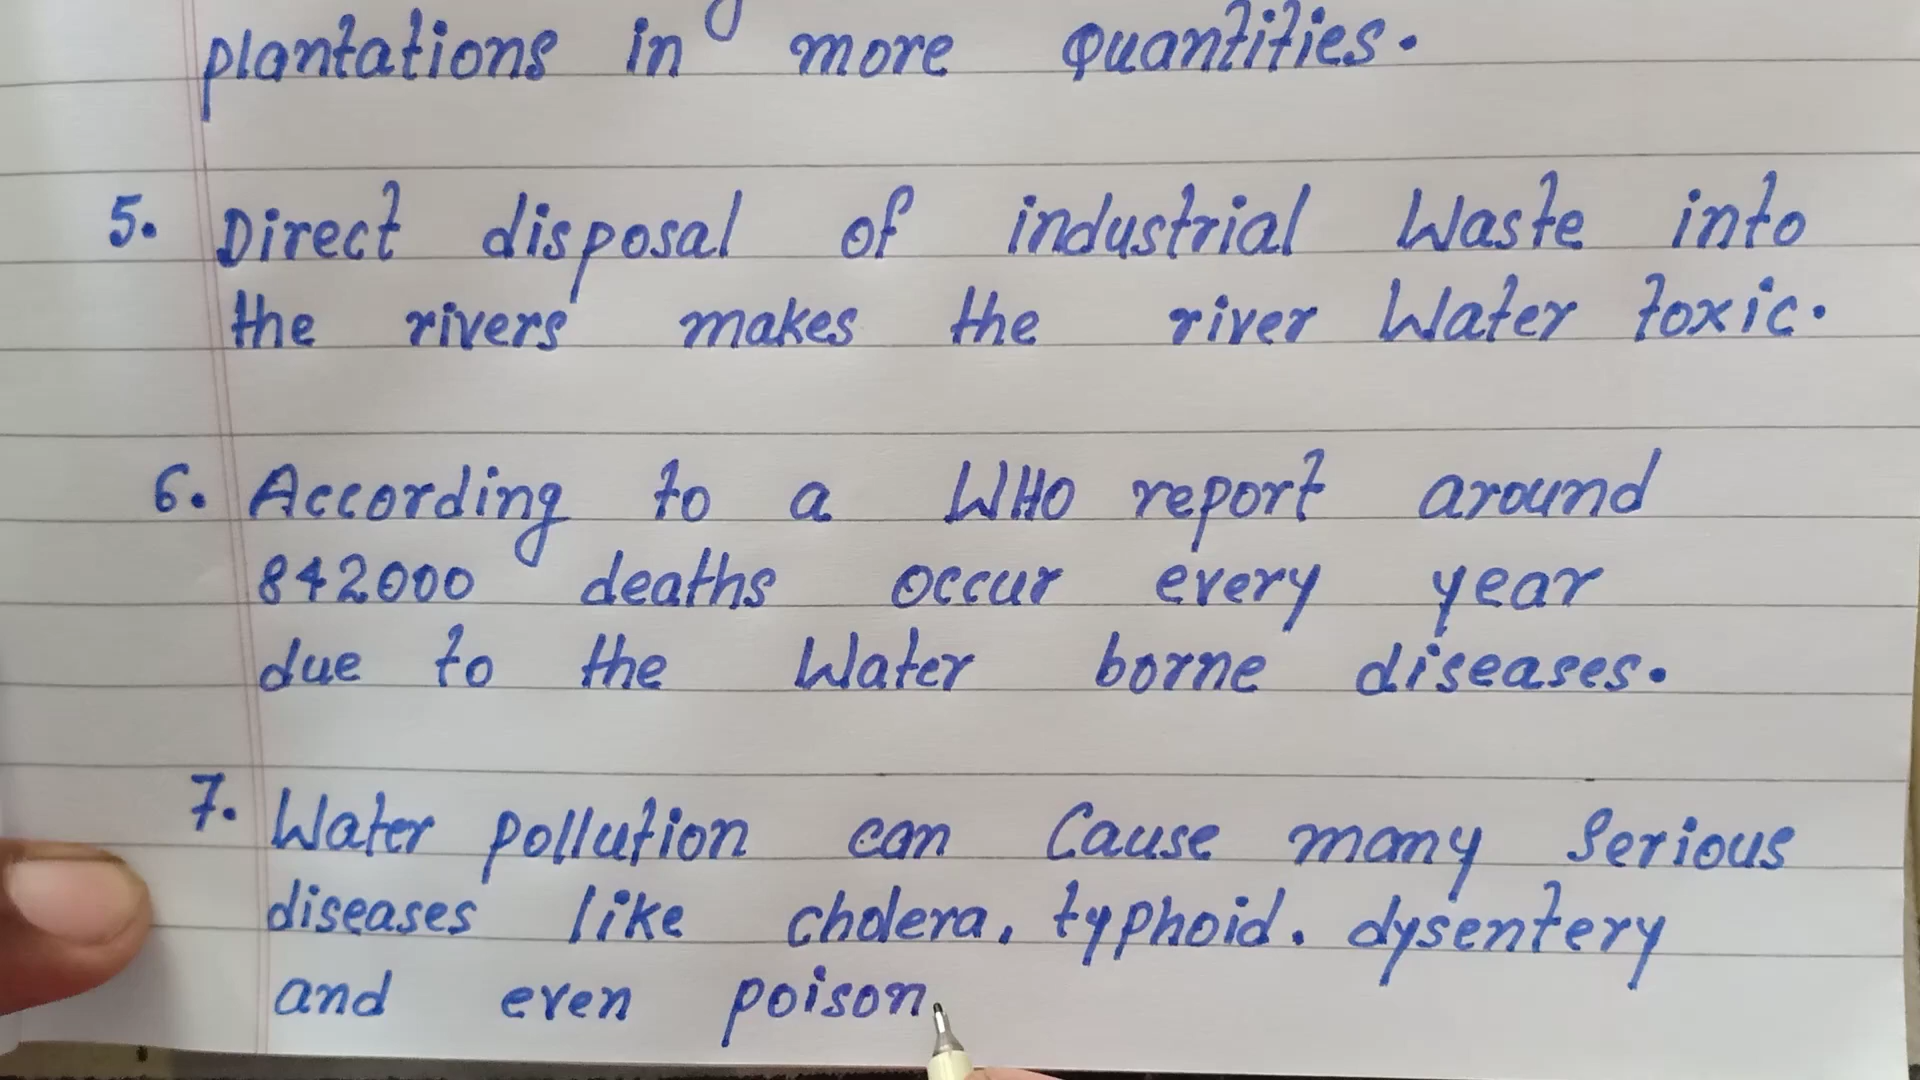 plantations in more quantities.
5. Direct disposal of industrial Waste into
the rivers makes the river Water toxic.
6. According to a WHO report around
842000 deaths occur every year
due to the Water borne diseases.
7. Water pollution can Cause many Serious
diseases like cholera, typhoid. dysentery
and even poison